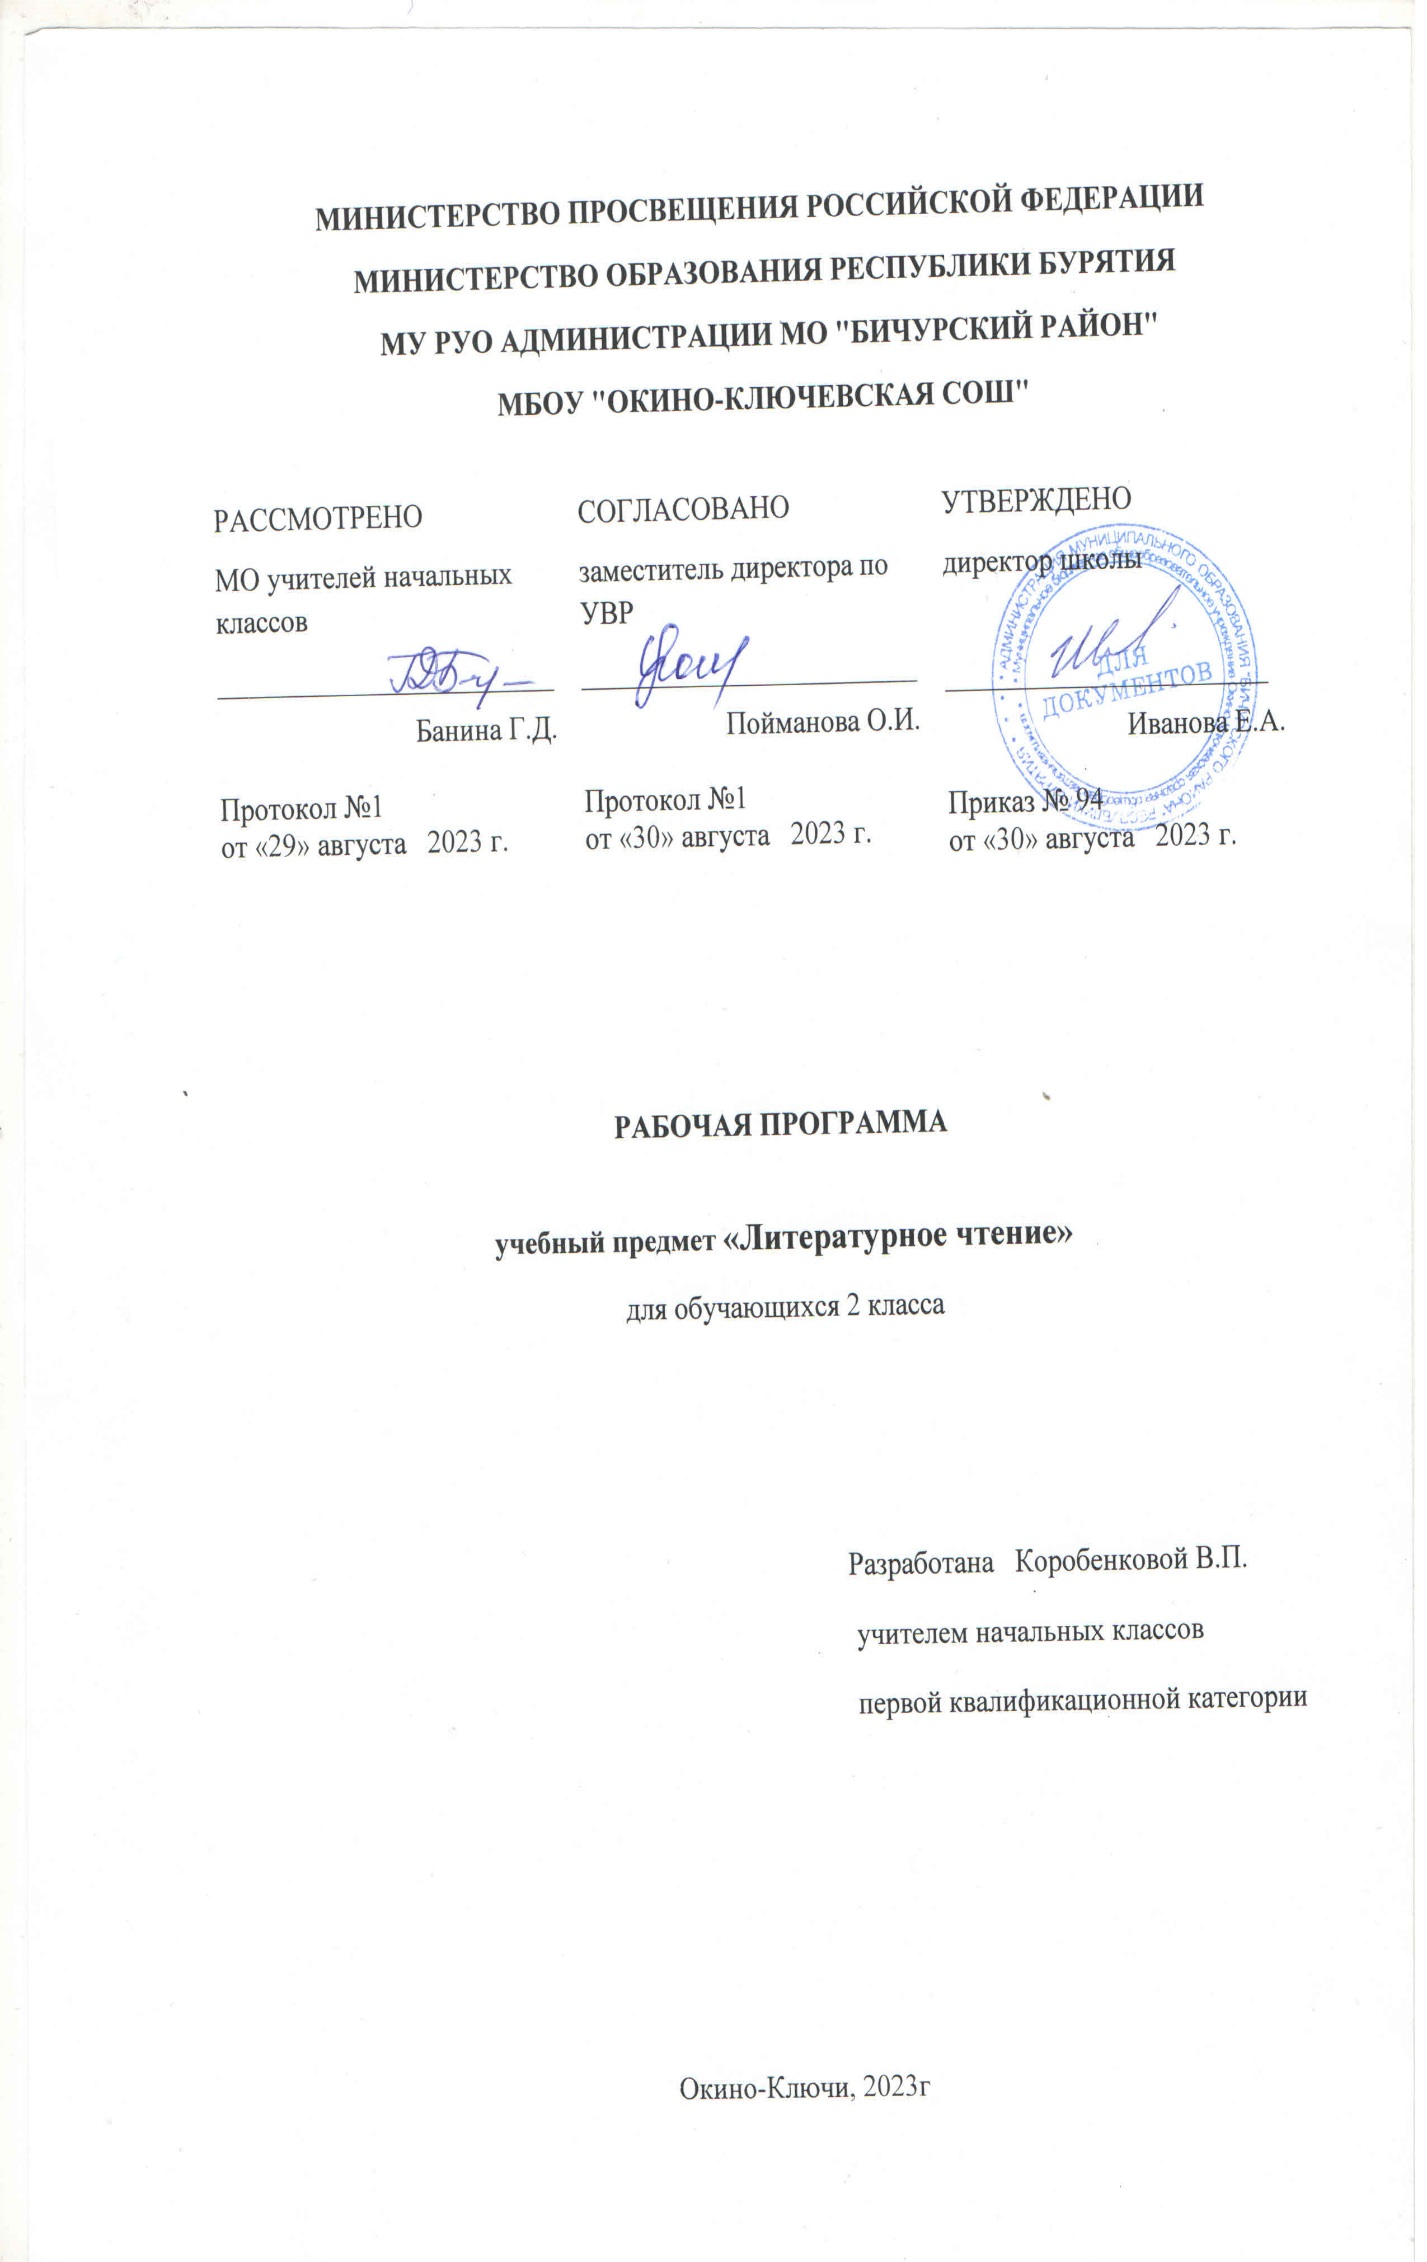 МИНИСТЕРСТВО ПРОСВЕЩЕНИЯ РОССИЙСКОЙ ФЕДЕРАЦИИ
МИНИСТЕРСТВО ОБРАЗОВАНИЯ РЕСПУБЛИКИ БУРЯТИЯ
МУ РУО АДМИНИСТРАЦИИ МО "БИЧУРСКИЙ РАЙОН"
МБОУ "ОКИНО-КЛЮЧЕВСКАЯ СОШ"
РАССМОТРЕНО
МО учителей начальных
классов
Банина Г.Д.
Протокол №1
от «29» августа 2023 г.
СОГЛАСОВАНО
заместитель директора по
УВР
Пойманова О.И.
Протокол №1
от «30» августа 2023 г.
УТВЕРЖДЕНО
директор школы
Иванова Е.А.
Приказ № 94
от «30» августа 2023 г.
АДМИНИСТРАЦИЯ МУНИЦИПАЛЬНОГО ОБРАЗОВАНИЯ
ДЛЯ
ДОКУМЕНТОВ
РАБОЧАЯ ПРОГРАММА
учебный предмет «Литературное чтение»
для обучающихся 2 класса
Разработана Коробенковой В.П.
учителем начальных классов
первой квалификационной категории
Окино-Ключи, 2023г